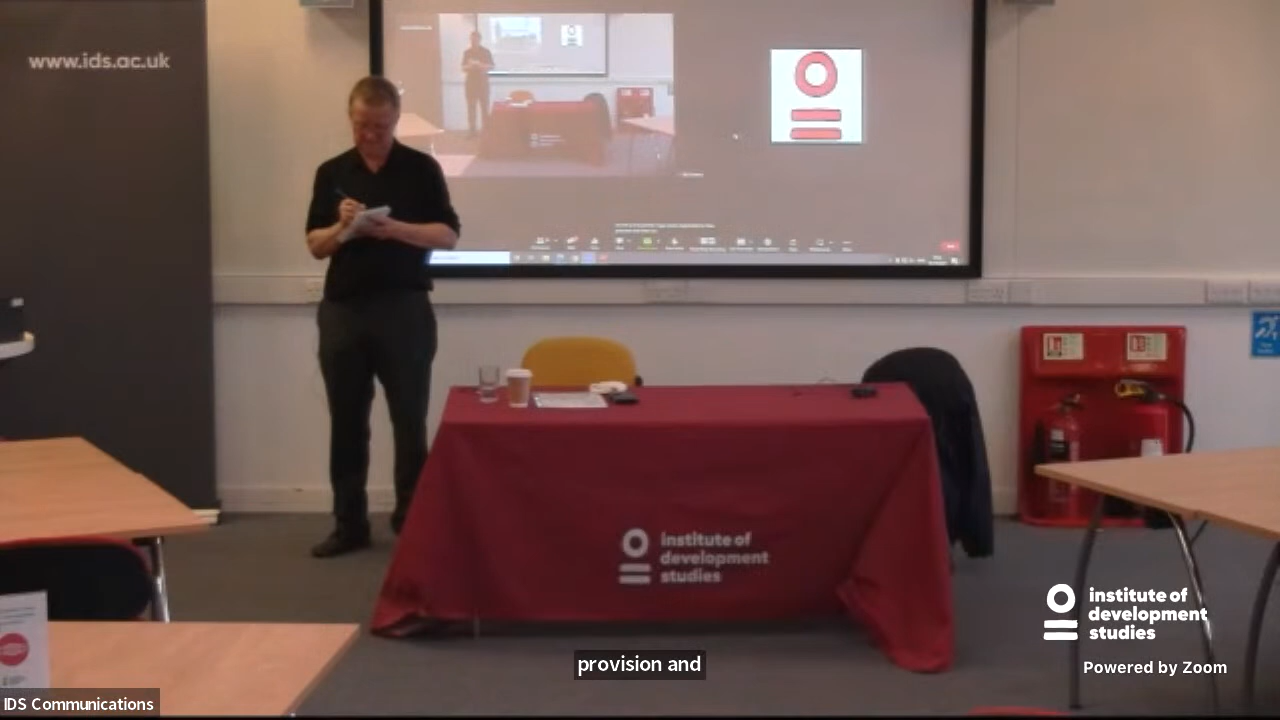 www.ids.ac.uk
institute of
development
studies
institute of
development
studies
Powered by Zoom
provision and
IDS Communications